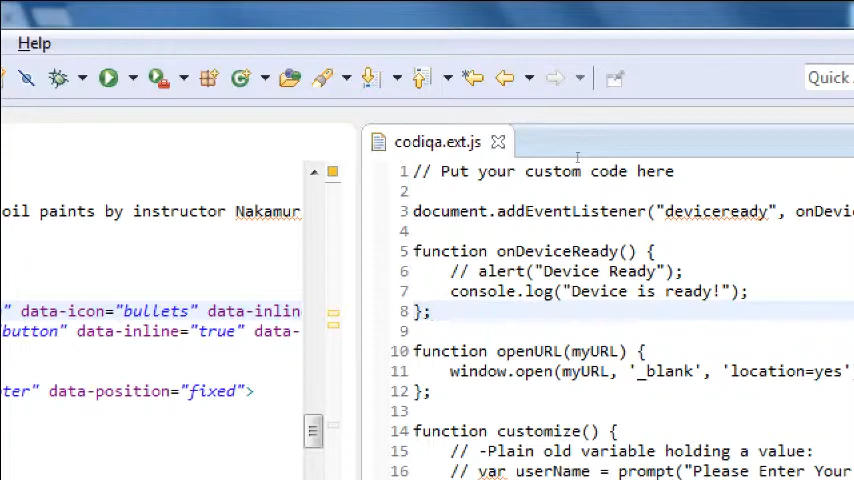 Help
Quick
oil paints by instructor Nakamur
" data-icon="bullets" data-inlin
"button" data-inline="true" data-
ter" data-position="fixed">
codiqa.ext.js
1 // Put your custom code here
2
3 document.addEventListener("deviceready", onDevi
4
5 function onDeviceReady() {
6 // alert("Device Ready");
7 console.log("Device is ready!");
8 };
9
10 function openURL(myURL) {
11 window.open(myURL, '_blank', 'location=yes'
12 };
13
14 function customize() {
15 // -Plain old variable holding a value:
16 // var userName = prompt("Please Enter Your